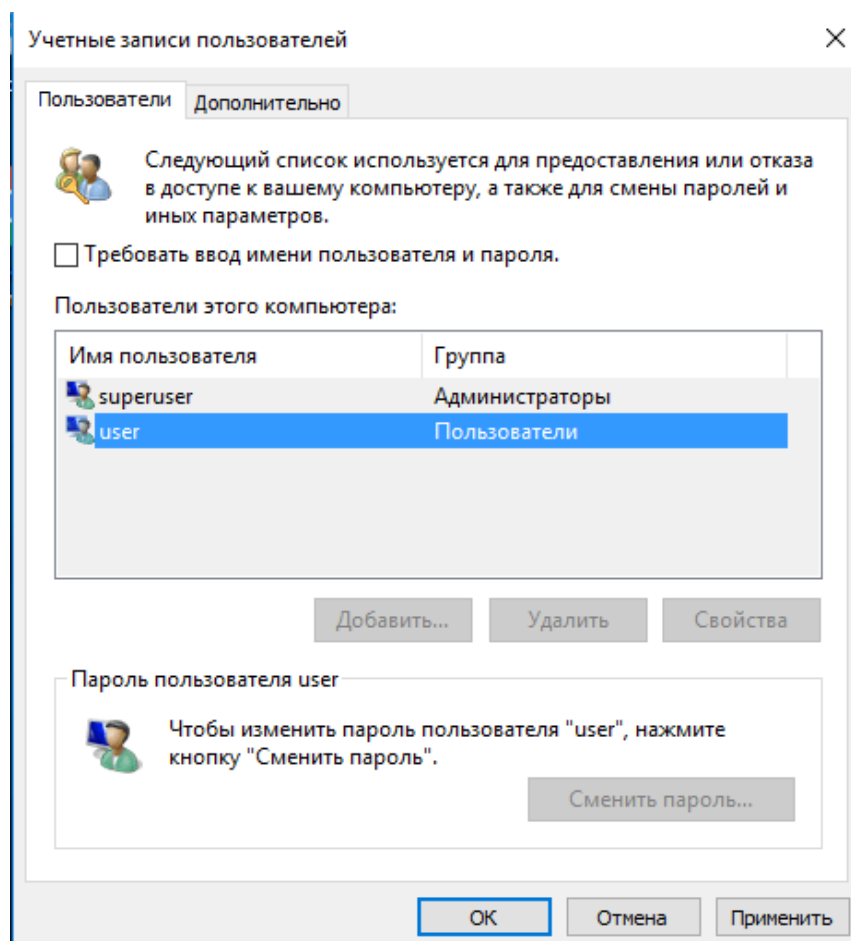 Учетные записи пользователей
Пользователи Дополнительно
Следующий список используется для предоставления или отказа
в доступе к вашему компьютеру, а также для смены паролей и
иных параметров.
Требовать ввод имени пользователя и пароля.
Пользователи этого компьютера:
Имя пользователя Группа
superuser Администраторы
user Пользователи
Добавить... Удалить Свойства
Пароль пользователя user
Чтобы изменить пароль пользователя "user", нажмите
кнопку "Сменить пароль".
Сменить пароль...
ОК Отмена Применить